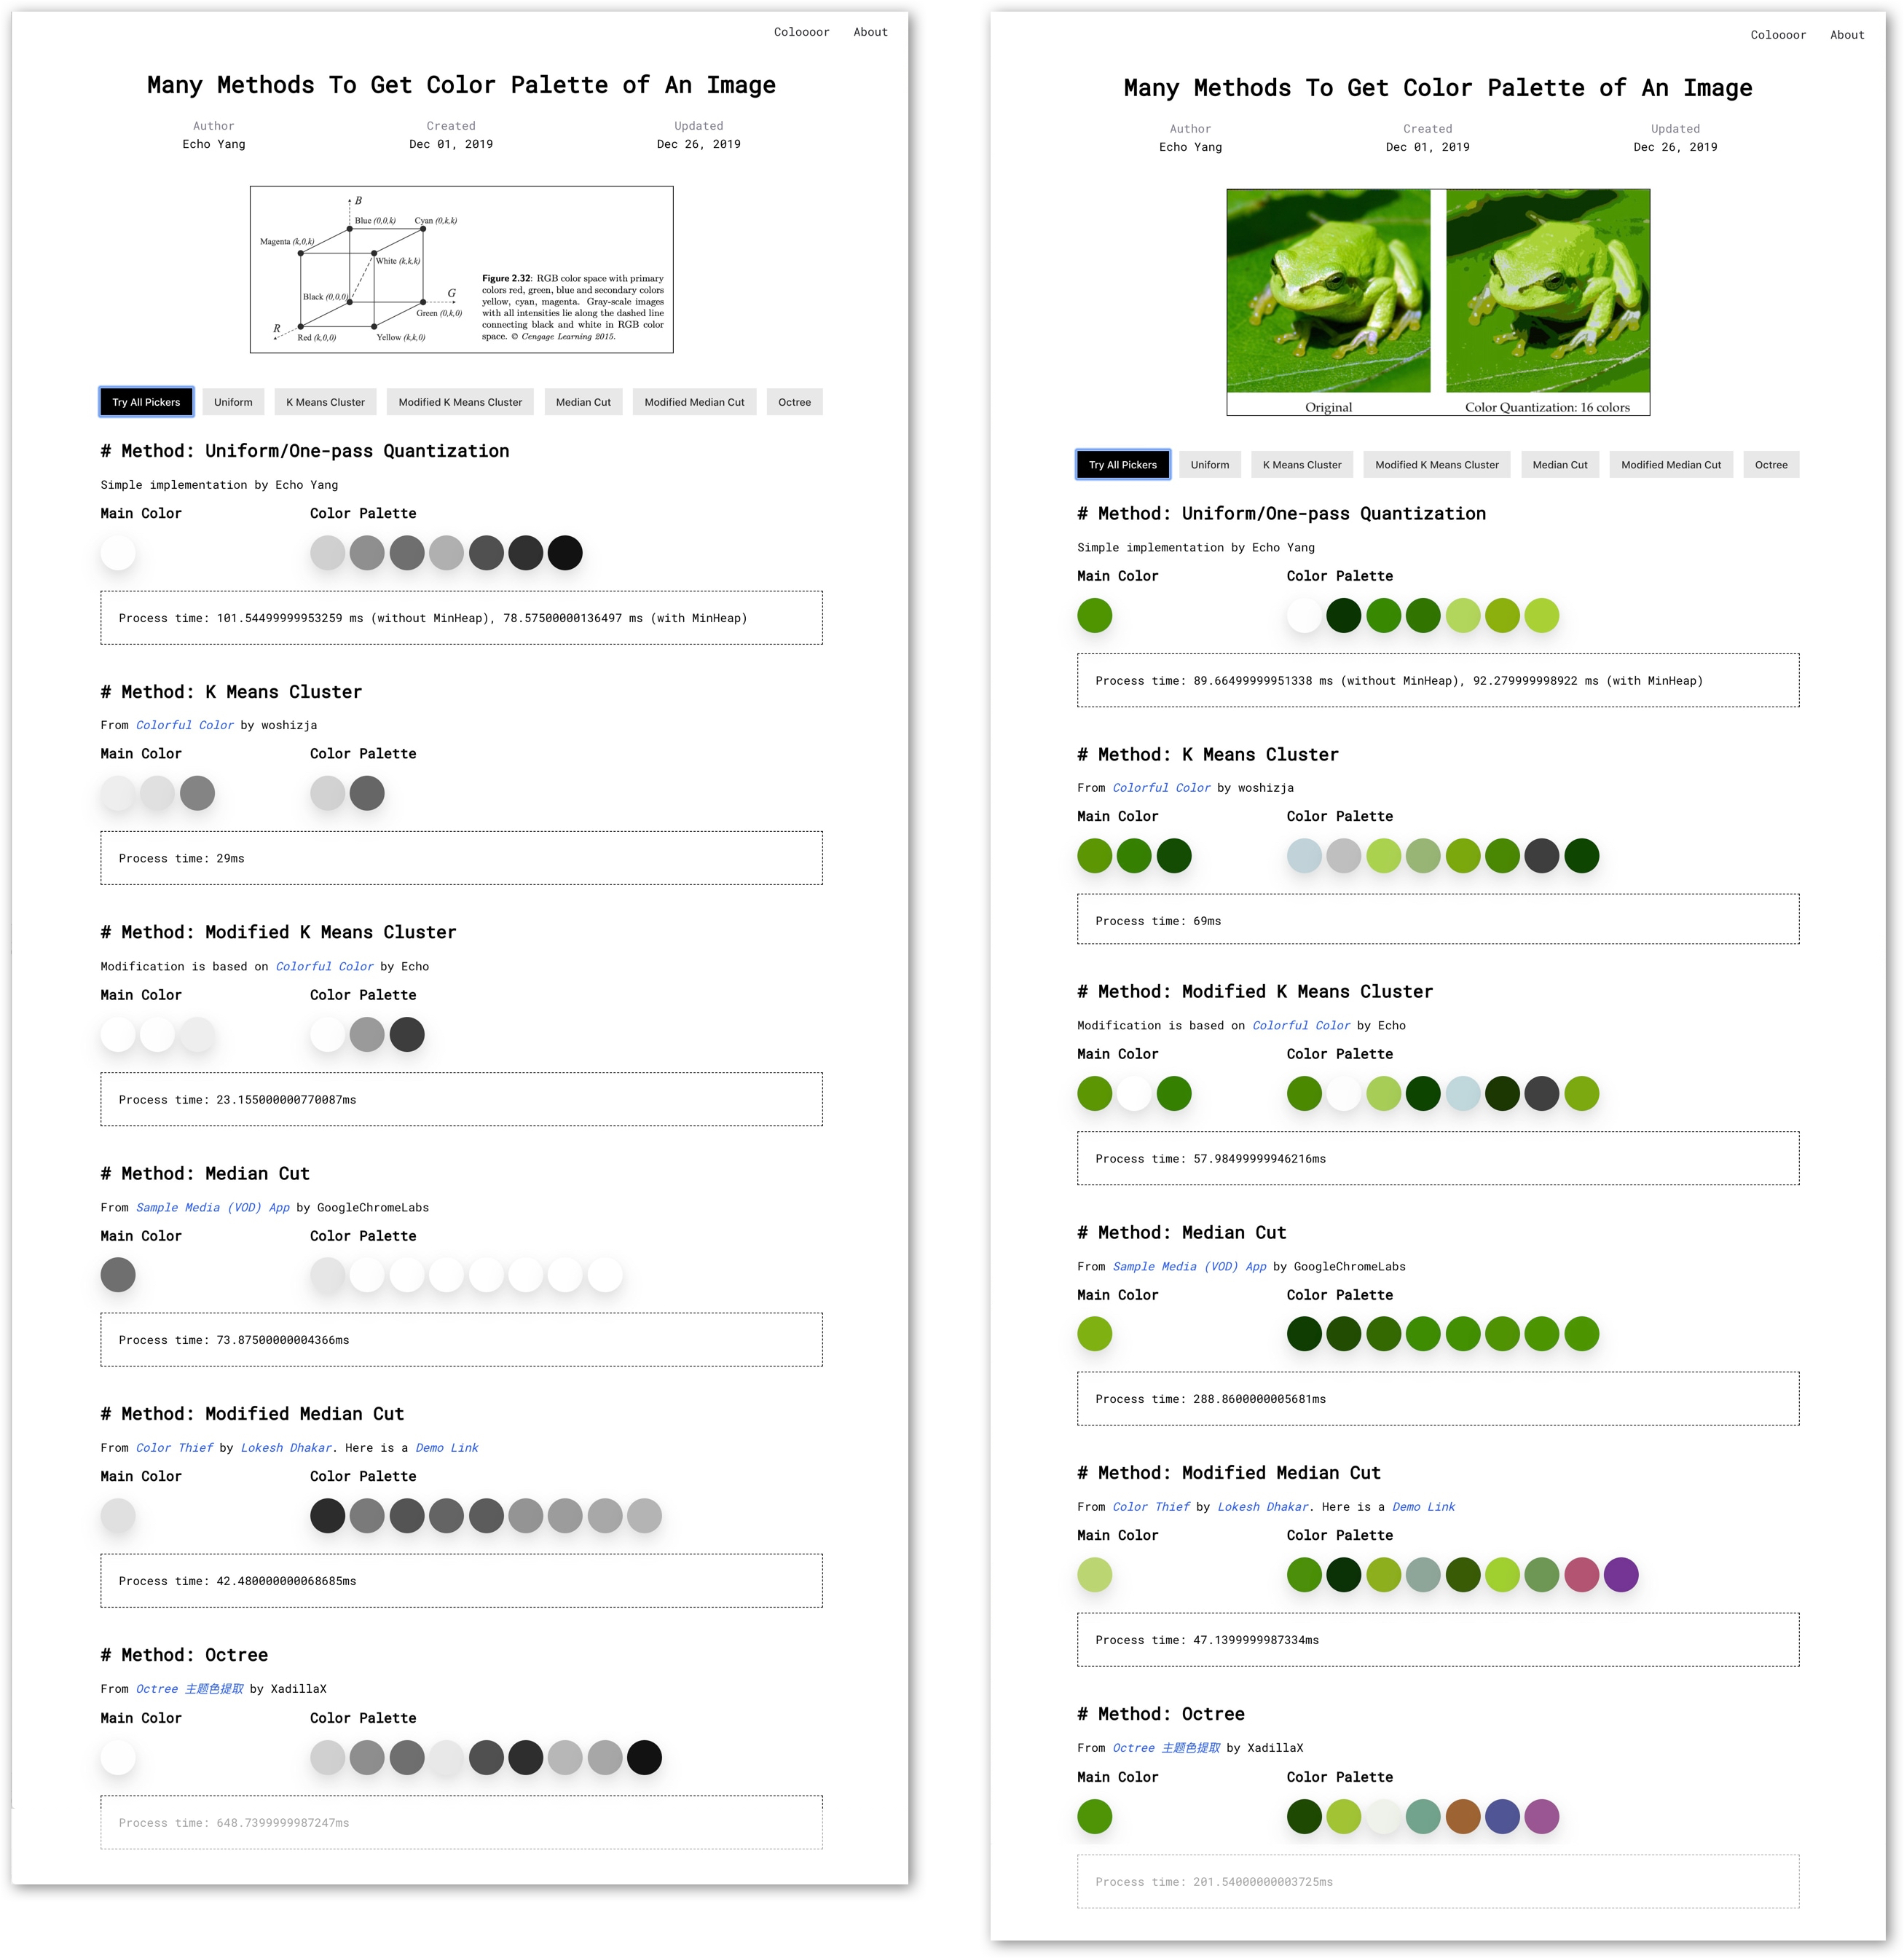 Coloooor About
Many Methods To Get Color Palette of An Image
Author Created Updated
Echo Yang Dec 01, 2019 Dec 26, 2019
B
Blue (0,0,k) Cyan (0,k,k)
Magenta (k,0,k)
White (k,k,k)
Black (0,0,0)
G
Green (0,k,0)
R
Red (k,0,0) Yellow (k,k,0)
Figure 2.32: RGB color space with primary
colors red, green, blue and secondary colors
yellow, cyan, magenta. Gray-scale images
with all intensities lie along the dashed line
connecting black and white in RGB color
space. © Cengage Learning 2015.
Try All Pickers Uniform K Means Cluster Modified K Means Cluster Median Cut Modified Median Cut Octree
# Method: Uniform/One-pass Quantization
Simple implementation by Echo Yang
Main Color Color Palette
Process time: 101.54499999953259 ms (without MinHeap), 78.57500000136497 ms (with MinHeap)
# Method: K Means Cluster
From Colorful Color by woshizja
Main Color Color Palette
Process time: 29ms
# Method: Modified K Means Cluster
Modification is based on Colorful Color by Echo
Main Color Color Palette
Process time: 23.155000000770087ms
# Method: Median Cut
From Sample Media (VOD) App by GoogleChromeLabs
Main Color Color Palette
Process time: 73.87500000004366ms
# Method: Modified Median Cut
From Color Thief by Lokesh Dhakar. Here is a Demo Link
Main Color Color Palette
Process time: 42.480000000068685ms
# Method: Octree
From Octree 主题色提取 by XadillaX
Main Color Color Palette
Process time: 648.7399999987247ms
Coloooor About
Many Methods To Get Color Palette of An Image
Author Created Updated
Echo Yang Dec 01, 2019 Dec 26, 2019
Original Color Quantization: 16 colors
Try All Pickers Uniform K Means Cluster Modified K Means Cluster Median Cut Modified Median Cut Octree
# Method: Uniform/One-pass Quantization
Simple implementation by Echo Yang
Main Color Color Palette
Process time: 89.66499999951338 ms (without MinHeap), 92.279999998922 ms (with MinHeap)
# Method: K Means Cluster
From Colorful Color by woshizja
Main Color Color Palette
Process time: 69ms
# Method: Modified K Means Cluster
Modification is based on Colorful Color by Echo
Main Color Color Palette
Process time: 57.98499999946216ms
# Method: Median Cut
From Sample Media (VOD) App by GoogleChromeLabs
Main Color Color Palette
Process time: 288.8600000005681ms
# Method: Modified Median Cut
From Color Thief by Lokesh Dhakar. Here is a Demo Link
Main Color Color Palette
Process time: 47.1399999987334ms
# Method: Octree
From Octree 主题色提取 by XadillaX
Main Color Color Palette
Process time: 201.54000000003725ms